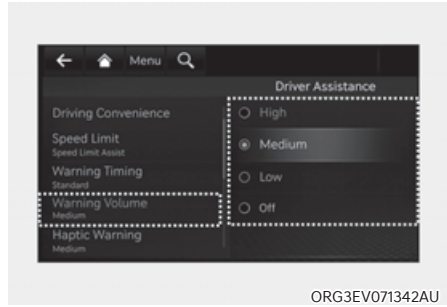 Menu
Driver Assistance
Driving Convenience
Speed Limit
Speed Limit Assist
Warning Timing
Standard
Warning Volume
Medium
Haptic Warning
Medium
High
Medium
Low
Off
ORG3EV071342AU